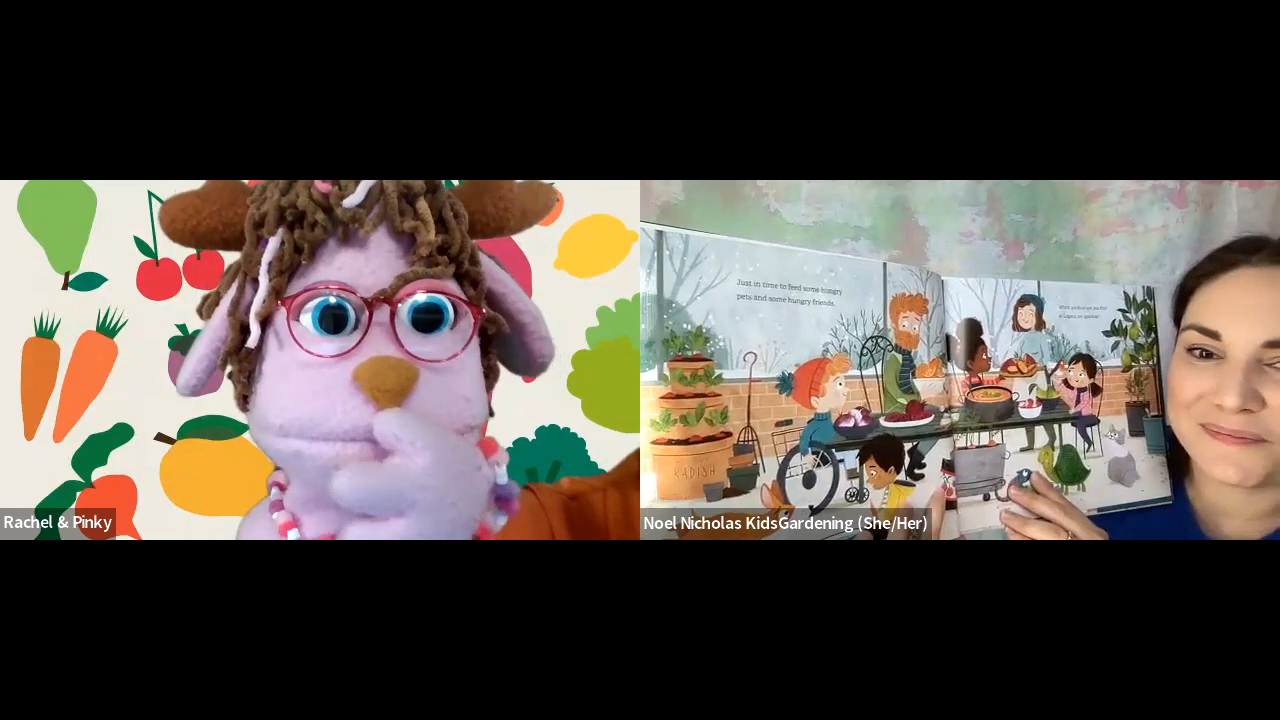 Just in time to feed some hungry
pets and some hungry friends.
RADISH
Rachel & Pinky
Noel Nicholas KidsGardening (She/Her)